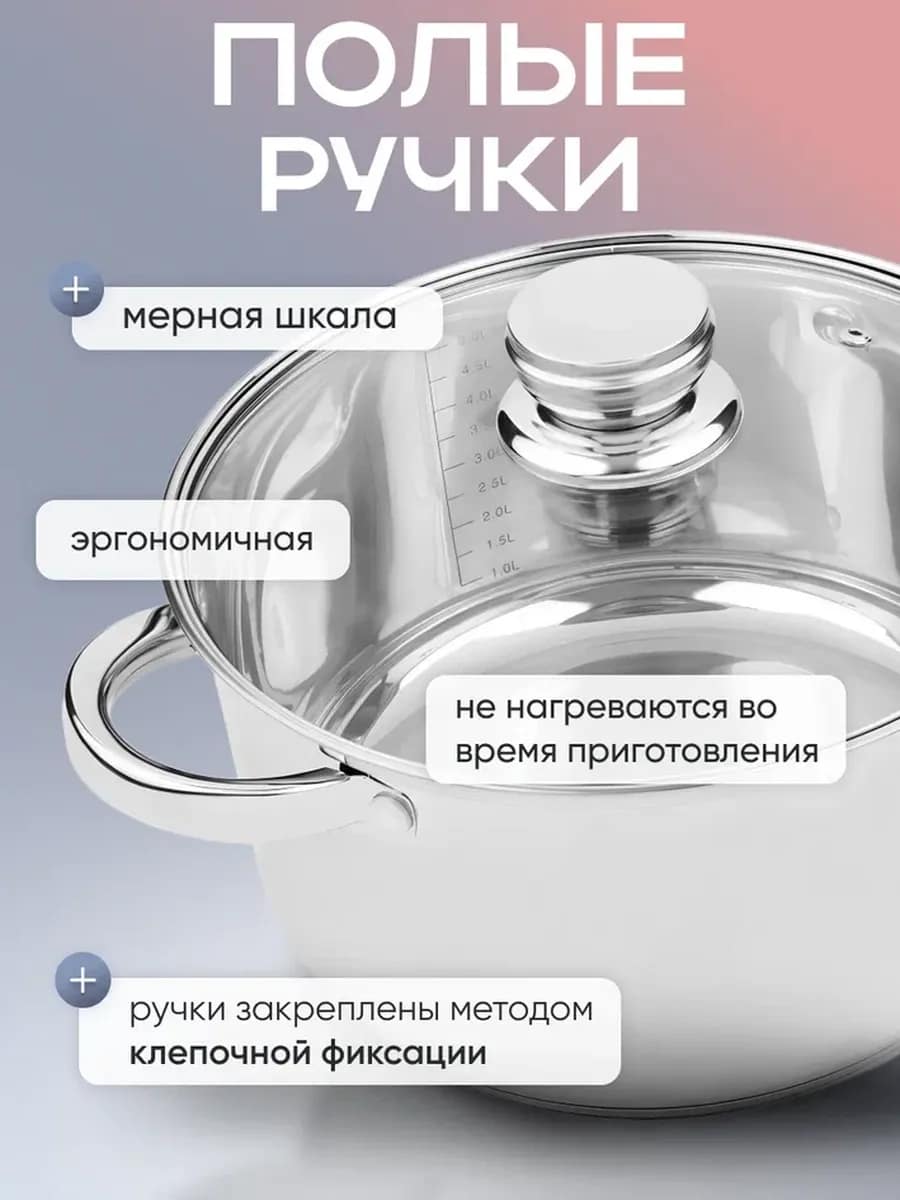 ПОЛЫЕ
РУЧКИ
мерная шкала
4.5L
4.0L
3.0
2.5L
2.0L
1.5L
1.0L
эргономичная
не нагреваются во
время приготовления
ручки закреплены методом
клепочной фиксации